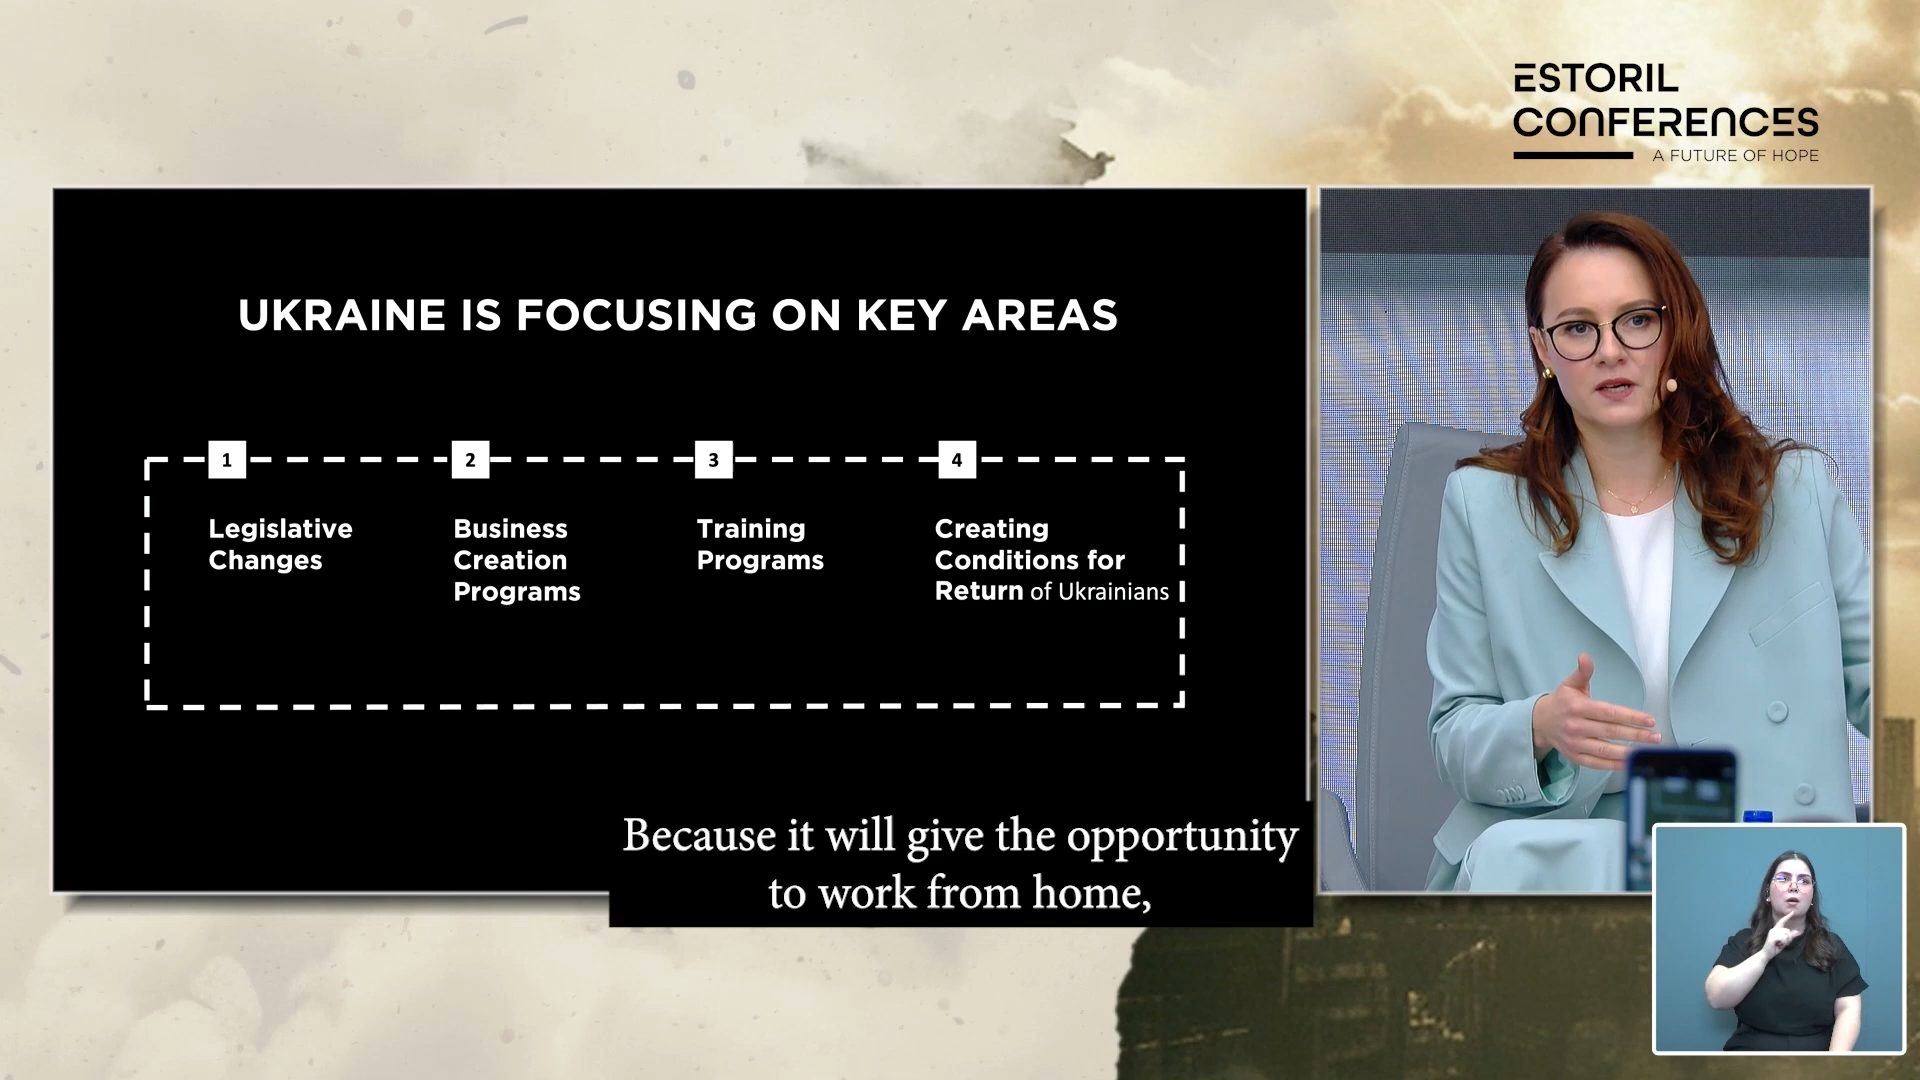 ESTORIL
CONFERENCES
A FUTURE OF HOPE
UKRAINE IS FOCUSING ON KEY AREAS
1
Legislative
Changes
2
Business
Creation
Programs
3
Training
Programs
4
Creating
Conditions for
Return of Ukrainians
Because it will give the opportunity
to work from home,